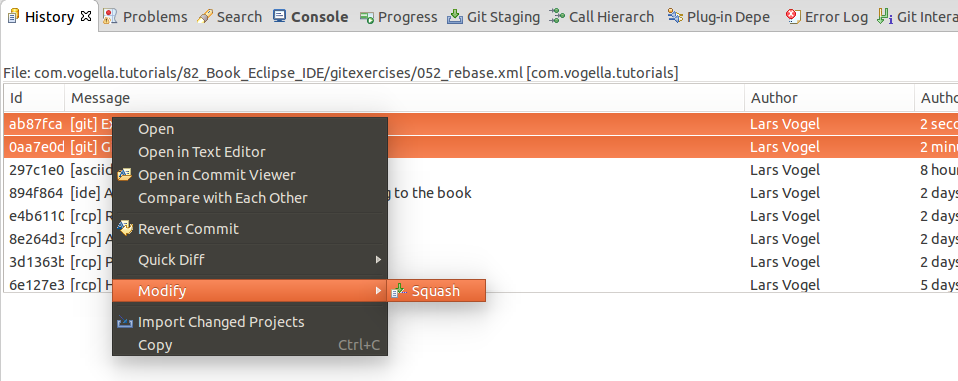 History Problems Search Console Progress Git Staging Call Hierarch Plug-in Depe Error Log Git Intera
File: com.vogella.tutorials/82_Book_Eclipse_IDE/gitexercises/052_rebase.xml [com.vogella.tutorials]
Id Message Author Autho
ab87fca [git] Ex Lars Vogel 2 seco
0aa7e0d [git] G Lars Vogel 2 minu
297c1e0 [asciid Lars Vogel 8 hour
894f864 [ide] A g to the book Lars Vogel 2 days
e4b6110 [rcp] R Lars Vogel 2 days
8e264d3 [rcp] A Lars Vogel 2 days
3d1363b [rcp] P Lars Vogel 2 days
6e127e3 [rcp] H Lars Vogel 5 days
Open
Open in Text Editor
Open in Commit Viewer
Compare with Each Other
Revert Commit
Quick Diff
Modify Squash
Import Changed Projects
Copy Ctrl+C